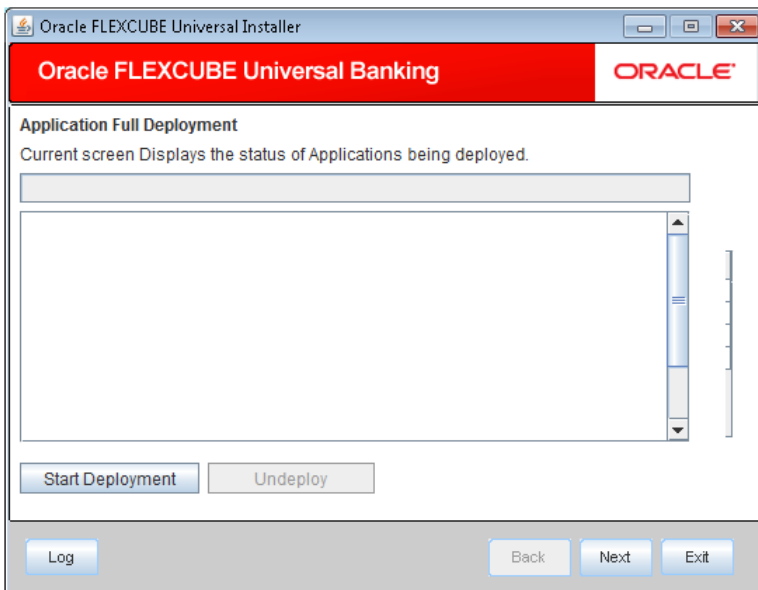 Oracle FLEXCUBE Universal Installer
Oracle FLEXCUBE Universal Banking
ORACLE
Application Full Deployment
Current screen Displays the status of Applications being deployed.
Start Deployment Undeploy
Log Back Next Exit